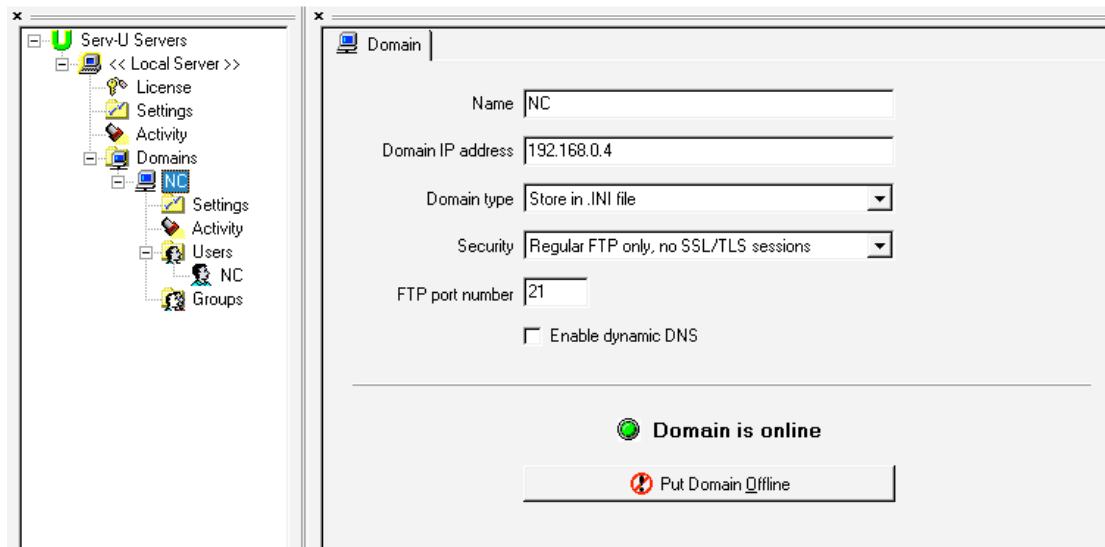 Serv-U Servers
<< Local Server >>
License
Settings
Activity
Domains
NC
Settings
Activity
Users
NC
Groups
Domain
Name NC
Domain IP address 192.168.0.4
Domain type Store in .INI file
Security Regular FTP only, no SSL/TLS sessions
FTP port number 21
Enable dynamic DNS
Domain is online
Put Domain Offline